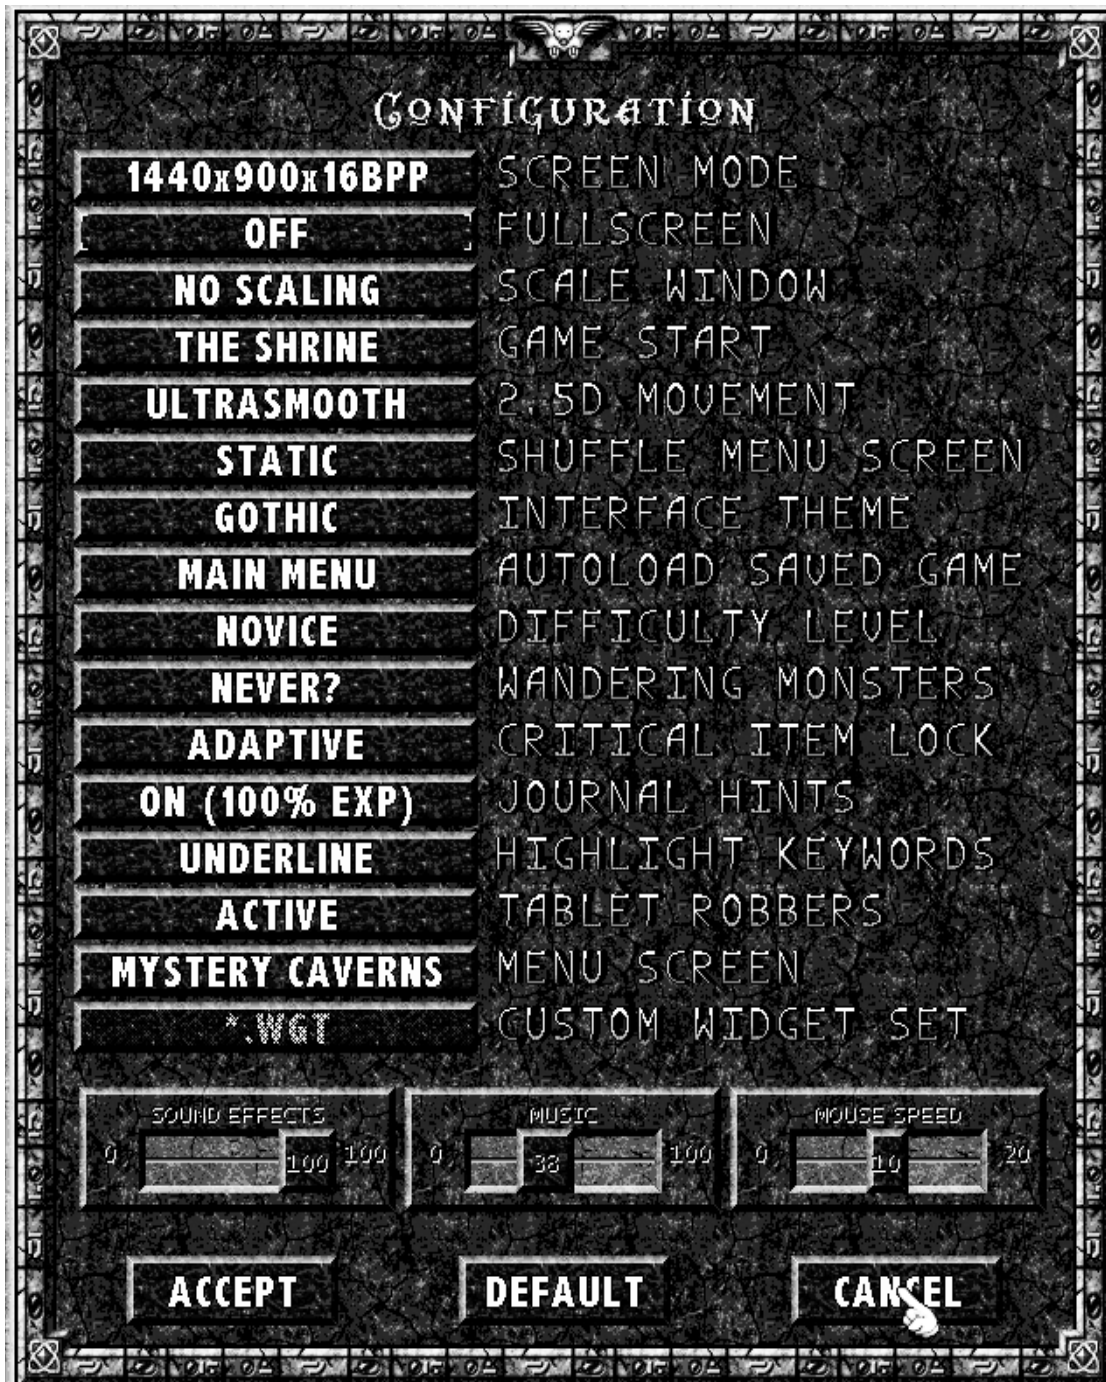 CONFIGURATION
1440x900x16BPP SCREEN MODE
OFF FULLSCREEN
NO SCALING SCALE WINDOW
THE SHRINE GAME START
ULTRASMOOTH 2.5D MOVEMENT
STATIC SHUFFLE MENU SCREEN
GOTHIC INTERFACE THEME
MAIN MENU AUTOLOAD SAVED GAME
NOVICE DIFFICULTY LEVEL
NEVER? WANDERING MONSTERS
ADAPTIVE CRITICAL ITEM LOCK
ON (100% EXP) JOURNAL HINTS
UNDERLINE HIGHLIGHT KEYWORDS
ACTIVE TABLET ROBBERS
MYSTERY CAVERNS MENU SCREEN
*.WGT CUSTOM WIDGET SET
SOUND EFFECTS MUSIC MOUSE SPEED
0 100 100 0 38 100 0 10 20
ACCEPT DEFAULT CANCEL